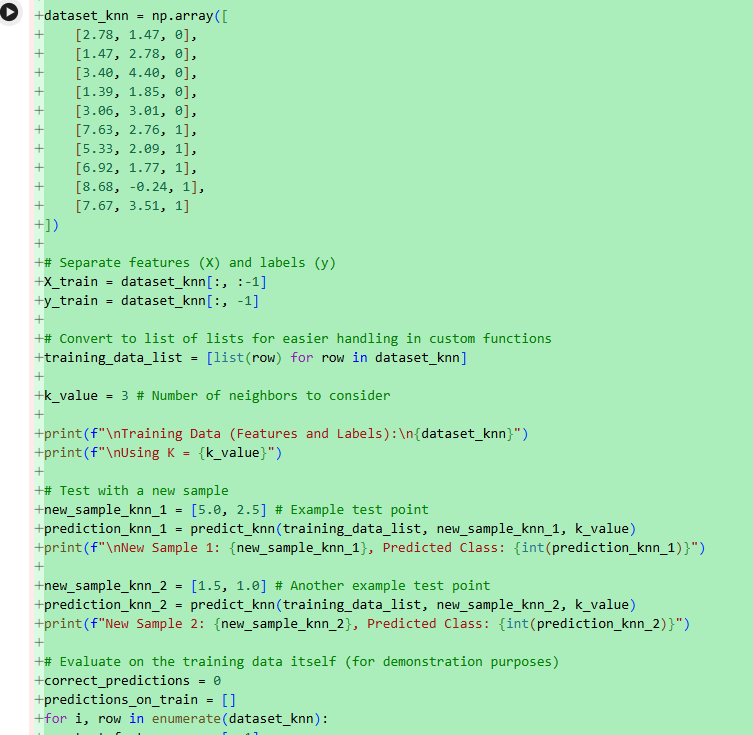 +dataset_knn = np.array([
+    [2.78, 1.47, 0],
+    [1.47, 2.78, 0],
+    [3.40, 4.40, 0],
+    [1.39, 1.85, 0],
+    [3.06, 3.01, 0],
+    [7.63, 2.76, 1],
+    [5.33, 2.09, 1],
+    [6.92, 1.77, 1],
+    [8.68, -0.24, 1],
+    [7.67, 3.51, 1]
+])
+
+# Separate features (X) and labels (y)
+X_train = dataset_knn[:, :-1]
+y_train = dataset_knn[:, -1]
+
+# Convert to list of lists for easier handling in custom functions
+training_data_list = [list(row) for row in dataset_knn]
+
+k_value = 3 # Number of neighbors to consider
+
+print(f"\nTraining Data (Features and Labels):\n{dataset_knn}")
+print(f"\nUsing K = {k_value}")
+
+# Test with a new sample
+new_sample_knn_1 = [5.0, 2.5] # Example test point
+prediction_knn_1 = predict_knn(training_data_list, new_sample_knn_1, k_value)
+print(f"\nNew Sample 1: {new_sample_knn_1}, Predicted Class: {int(prediction_knn_1)}")
+
+new_sample_knn_2 = [1.5, 1.0] # Another example test point
+prediction_knn_2 = predict_knn(training_data_list, new_sample_knn_2, k_value)
+print(f"New Sample 2: {new_sample_knn_2}, Predicted Class: {int(prediction_knn_2)}")
+
+# Evaluate on the training data itself (for demonstration purposes)
+correct_predictions = 0
+predictions_on_train = []
+for i, row in enumerate(dataset_knn):